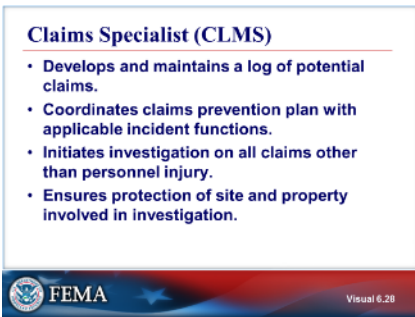 Claims Specialist (CLMS)
• Develops and maintains a log of potential
claims.
• Coordinates claims prevention plan with
applicable incident functions.
• Initiates investigation on all claims other
than personnel injury.
• Ensures protection of site and property
involved in investigation.
FEMA
Visual 6.28